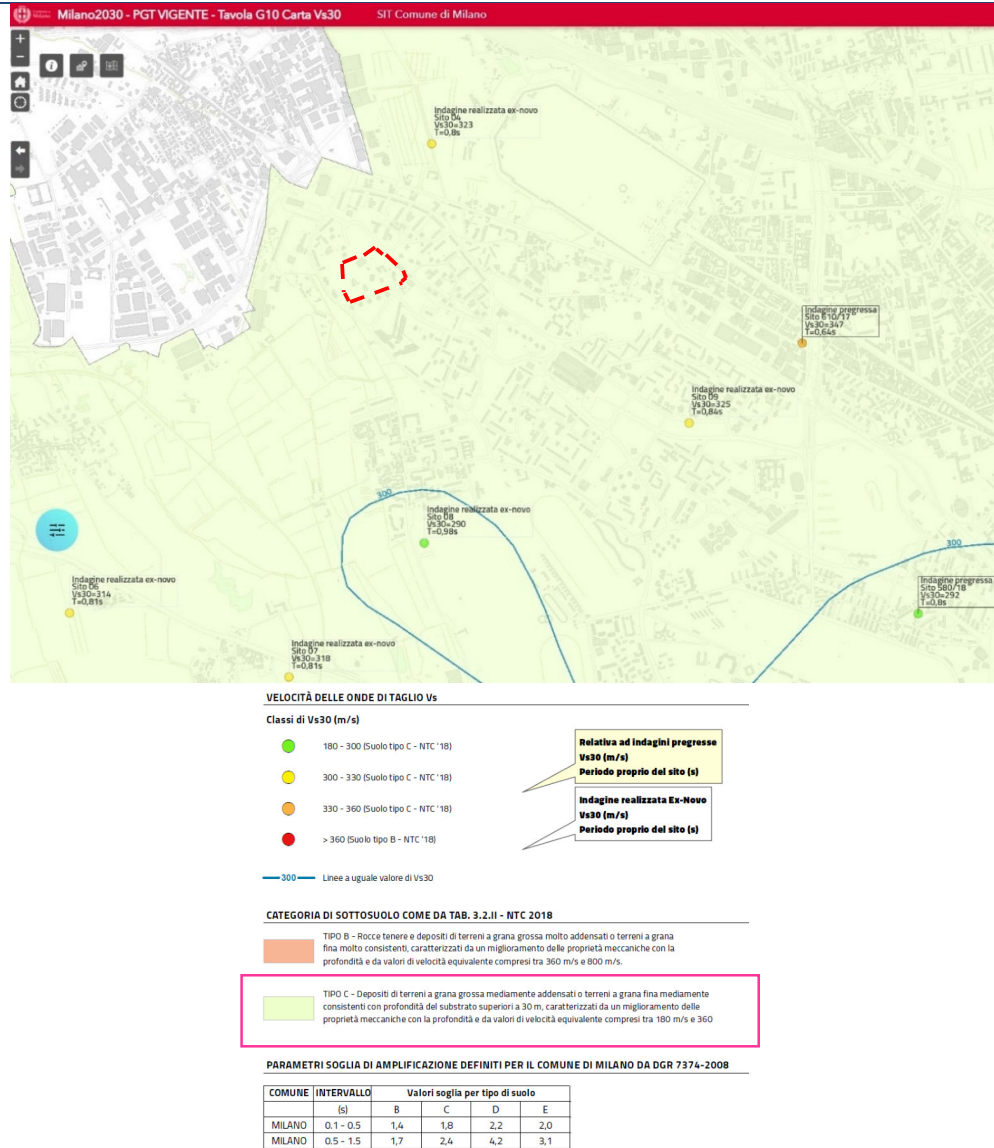 Milano2030 - PGT VIGENTE - Tavola G10 Carta Vs30
SIT Comune di Milano
Indagine realizzata ex-novo
Sito 04
Vs30=323
T=0,8s
Indagine pregressa
Sito 610/17
Vs30=347
T=0,64s
Indagine realizzata ex-novo
Sito 09
Vs30=325
T=0,84s
300
Indagine realizzata ex-novo
Sito 08
Vs30=290
T=0,98s
300
Indagine realizzata ex-novo
Sito 06
Vs30=314
T=0,81s
Indagine pregressa
Sito 580/18
Vs30=292
T=0,8s
Indagine realizzata ex-novo
Sito 07
Vs30=318
T=0,81s
VELOCITÀ DELLE ONDE DI TAGLIO Vs
Classi di Vs30 (m/s)
180 - 300 (Suolo tipo C - NTC '18)
300 - 330 (Suolo tipo C - NTC '18)
330 - 360 (Suolo tipo C - NTC '18)
> 360 (Suolo tipo B - NTC '18)
Relativa ad indagini pregresse
Vs30 (m/s)
Periodo proprio del sito (s)
Indagine realizzata Ex-Novo
Vs30 (m/s)
Periodo proprio del sito (s)
300 Linee a uguale valore di Vs30
CATEGORIA DI SOTTOSUOLO COME DA TAB. 3.2.II - NTC 2018
TIPO B - Rocce tenere e depositi di terreni a grana grossa molto addensati o terreni a grana
fina molto consistenti, caratterizzati da un miglioramento delle proprietà meccaniche con la
profondità e da valori di velocità equivalente compresi tra 360 m/s e 800 m/s.
TIPO C - Depositi di terreni a grana grossa mediamente addensati o terreni a grana fina mediamente
consistenti con profondità del substrato superiori a 30 m, caratterizzati da un miglioramento delle
proprietà meccaniche con la profondità e da valori di velocità equivalente compresi tra 180 m/s e 360
PARAMETRI SOGLIA DI AMPLIFICAZIONE DEFINITI PER IL COMUNE DI MILANO DA DGR 7374-2008
COMUNE INTERVALLO Valori soglia per tipo di suolo
(s) B C D E
MILANO 0.1 - 0.5 1,4 1,8 2,2 2,0
MILANO 0.5 - 1.5 1,7 2,4 4,2 3,1